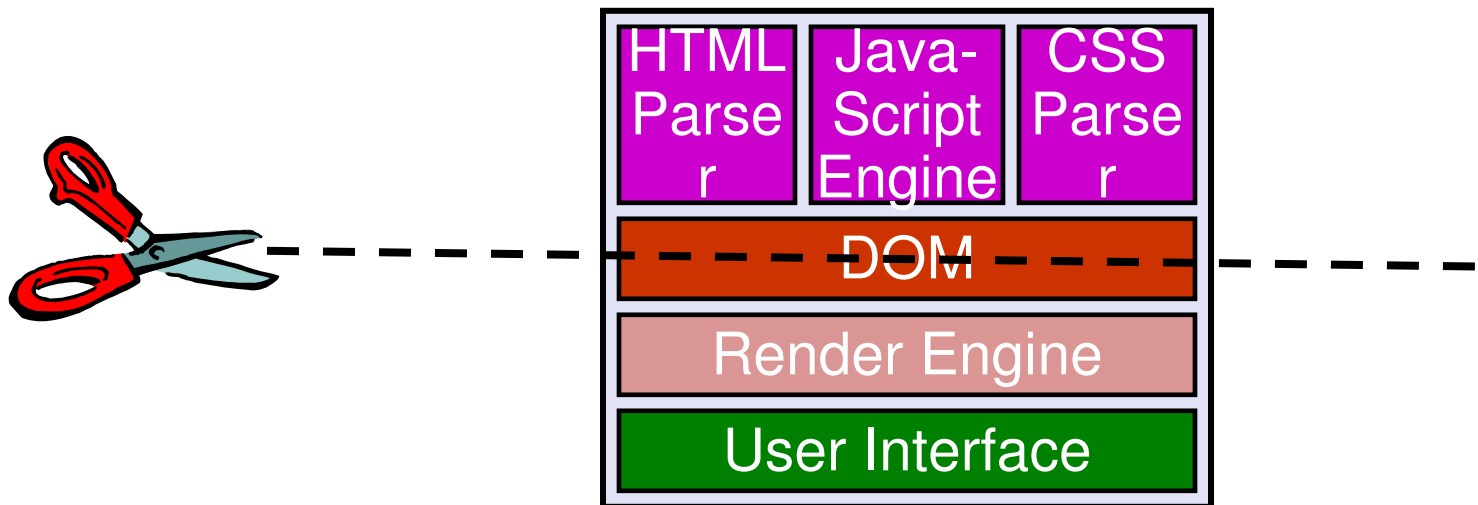 HTML
Parse
r
Java-
Script
Engine
CSS
Parse
r
DOM
Render Engine
User Interface